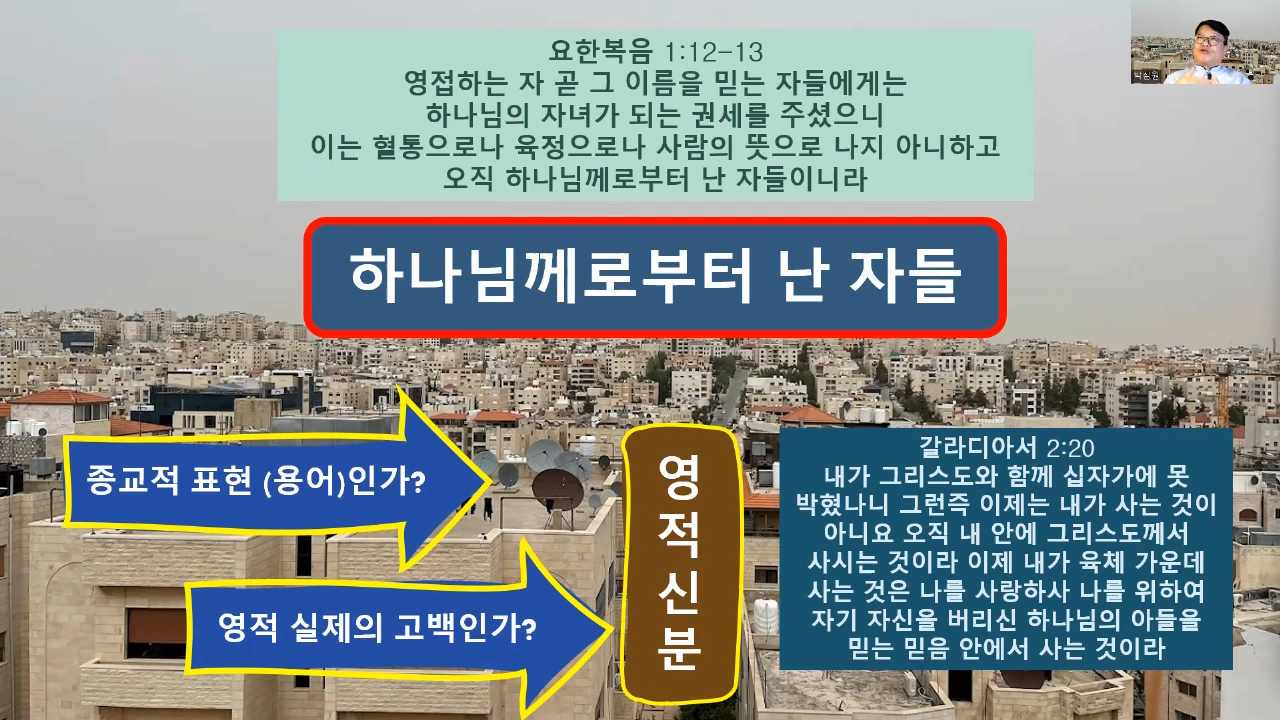 요한복음 1:12-13
영접하는 자 곧 그 이름을 믿는 자들에게는
하나님의 자녀가 되는 권세를 주셨으니
이는 혈통으로나 육정으로나 사람의 뜻으로 나지 아니하고
오직 하나님께로부터 난 자들이니라
하나님께로부터 난 자들
종교적 표현 (용어)인가?
영적 실제의 고백인가?
영
적
신
분
갈라디아서 2:20
내가 그리스도와 함께 십자가에 못
박혔나니 그런즉 이제는 내가 사는 것이
아니요 오직 내 안에 그리스도께서
사시는 것이라 이제 내가 육체 가운데
사는 것은 나를 사랑하사 나를 위하여
자기 자신을 버리신 하나님의 아들을
믿는 믿음 안에서 사는 것이라